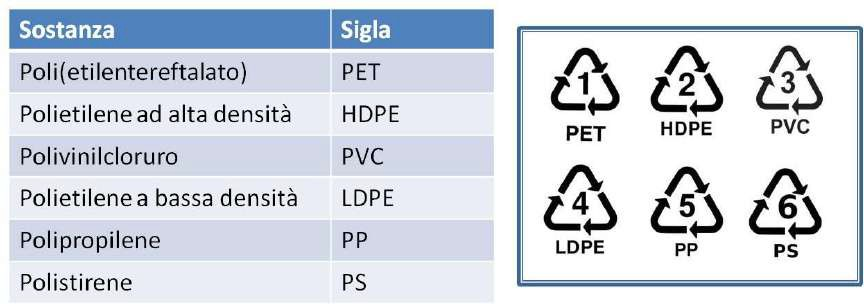 Sostanza Sigla
Poli(etilentereftalato) PET
Polietilene ad alta densità HDPE
Polivinilcloruro PVC
Polietilene a bassa densità LDPE
Polipropilene PP
Polistirene PS
1 2 3
PET HDPE PVC
4 5 6
LDPE PP PS